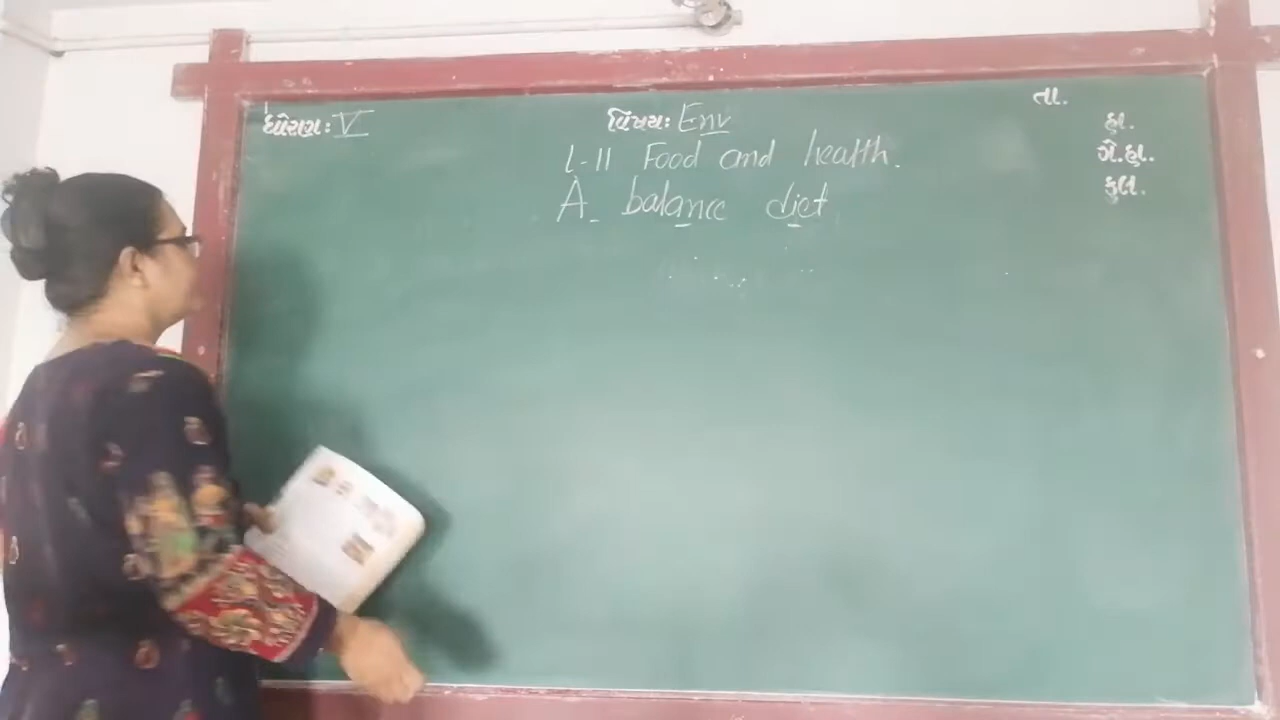 ધોરણ: V
વિષય: Env
તા.
હા.
ગે.હા.
કુલ.
L-11 Food and health.
A. balance diet